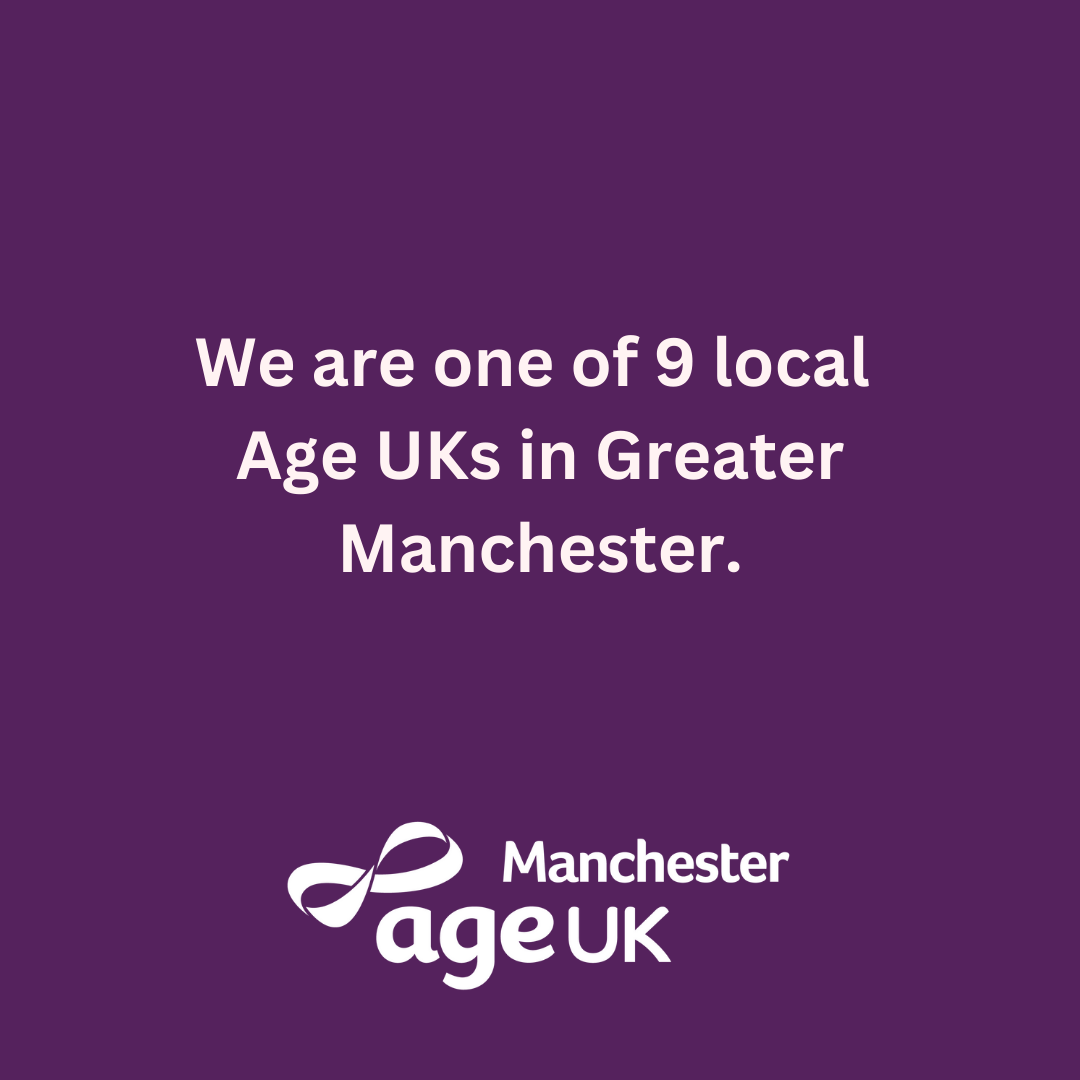 We are one of 9 local
Age UKs in Greater
Manchester.
Manchester
age UK